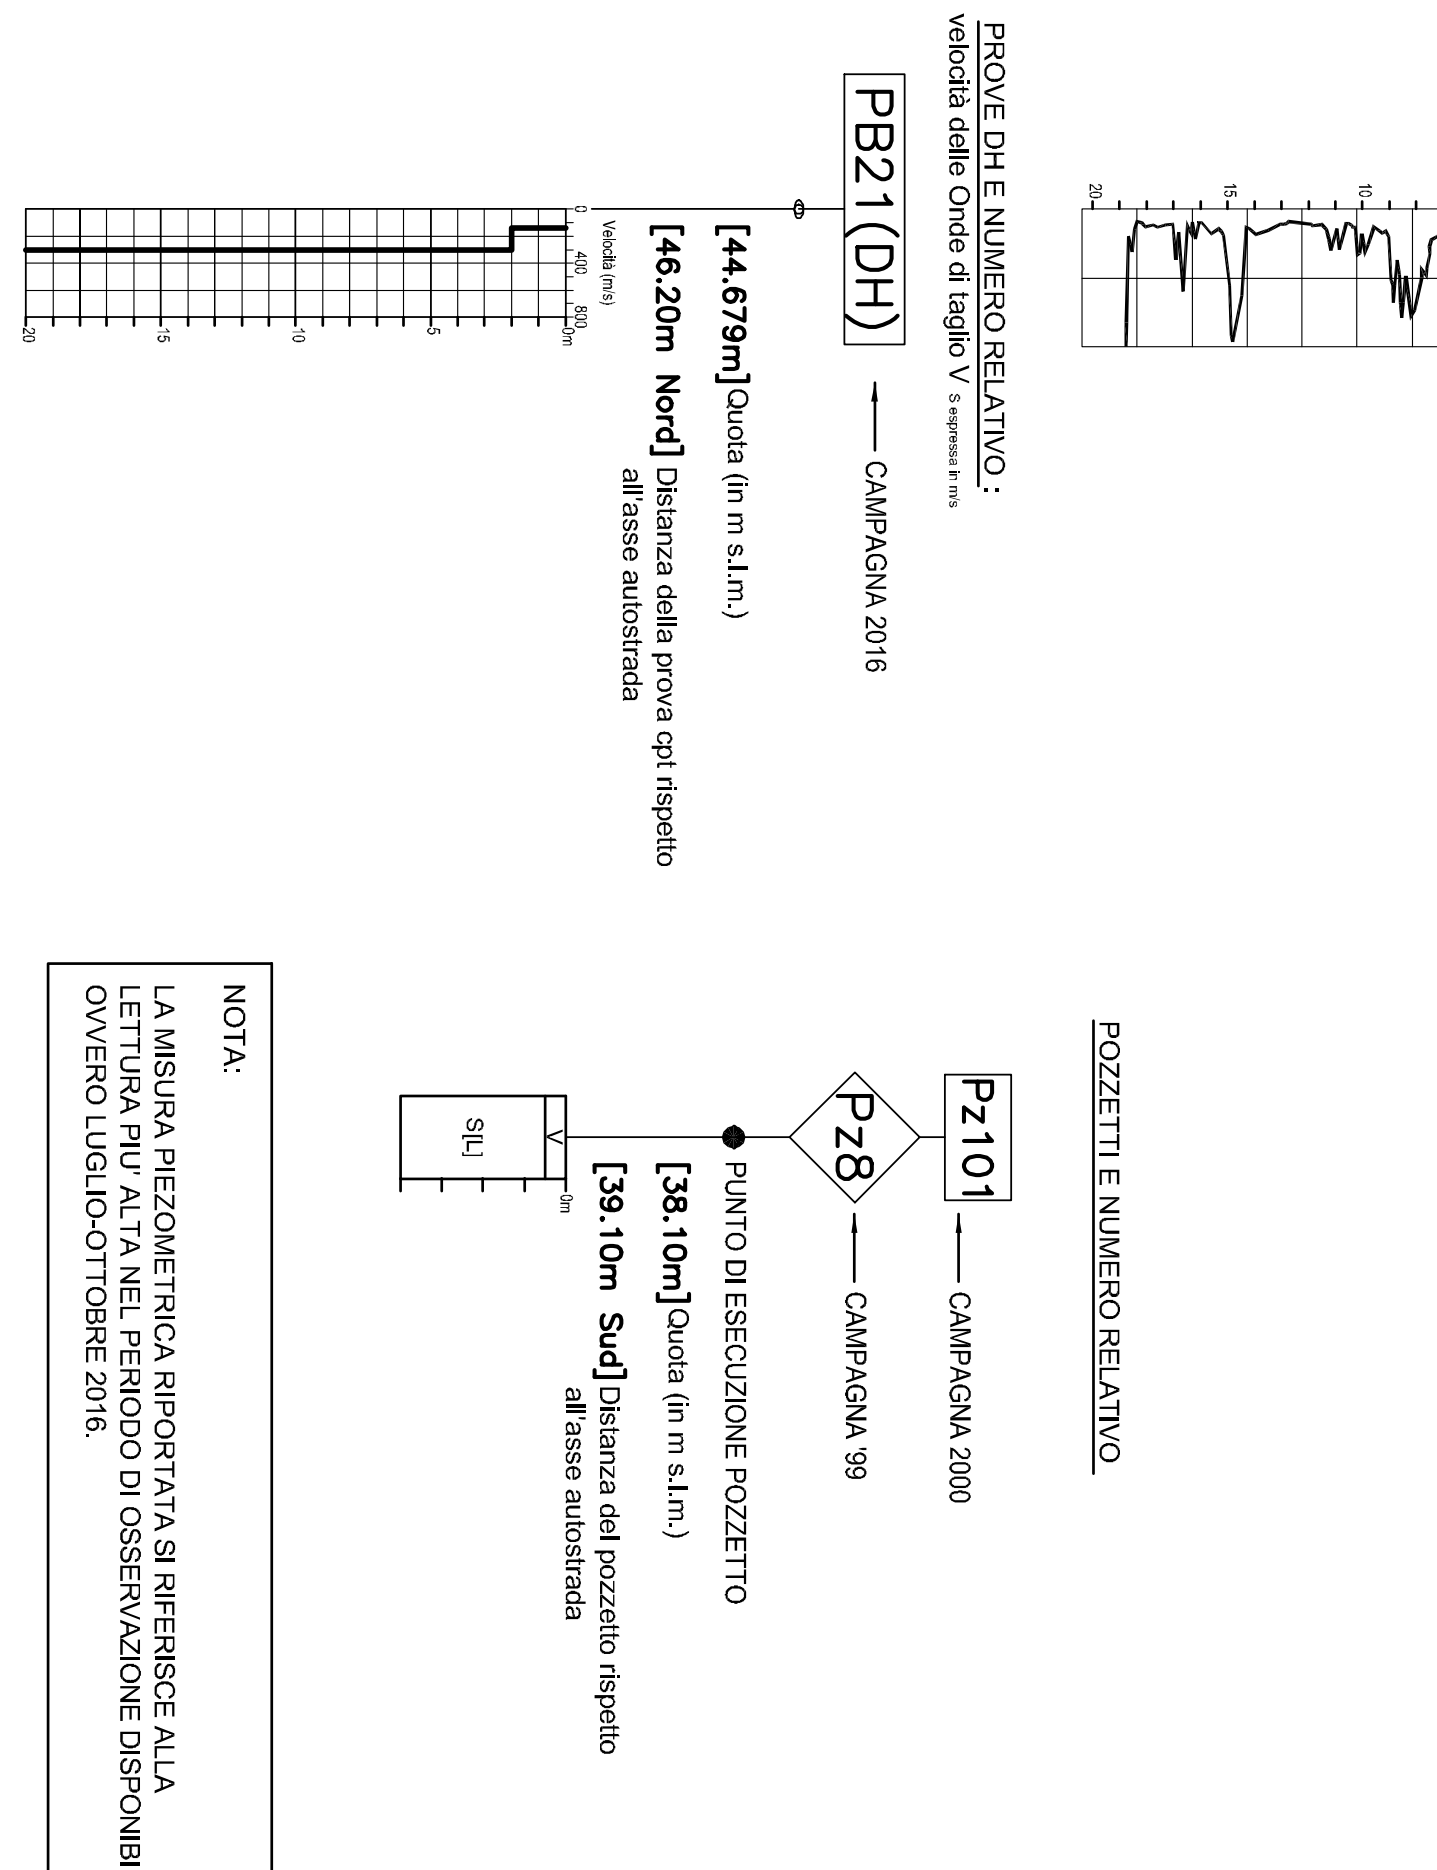 10
15
20
PROVE DH E NUMERO RELATIVO :
velocità delle Onde di taglio V S espressa in m/s
PB21(DH)
CAMPAGNA 2016
[44.679m] Quota (in m s.l.m.)
[46.20m Nord] Distanza della prova cpt rispetto
all'asse autostrada
Velocità (m/s)
0
400
800
0m
5
10
15
20
POZZETTI E NUMERO RELATIVO
Pz101
CAMPAGNA 2000
Pz8
CAMPAGNA '99
PUNTO DI ESECUZIONE POZZETTO
[38.10m] Quota (in m s.l.m.)
[39.10m Sud] Distanza del pozzetto rispetto
all'asse autostrada
0m
V
S[L]
NOTA:
LA MISURA PIEZOMETRICA RIPORTATA SI RIFERISCE ALLA
LETTURA PIU' ALTA NEL PERIODO DI OSSERVAZIONE DISPONIBI
OVVERO LUGLIO-OTTOBRE 2016.